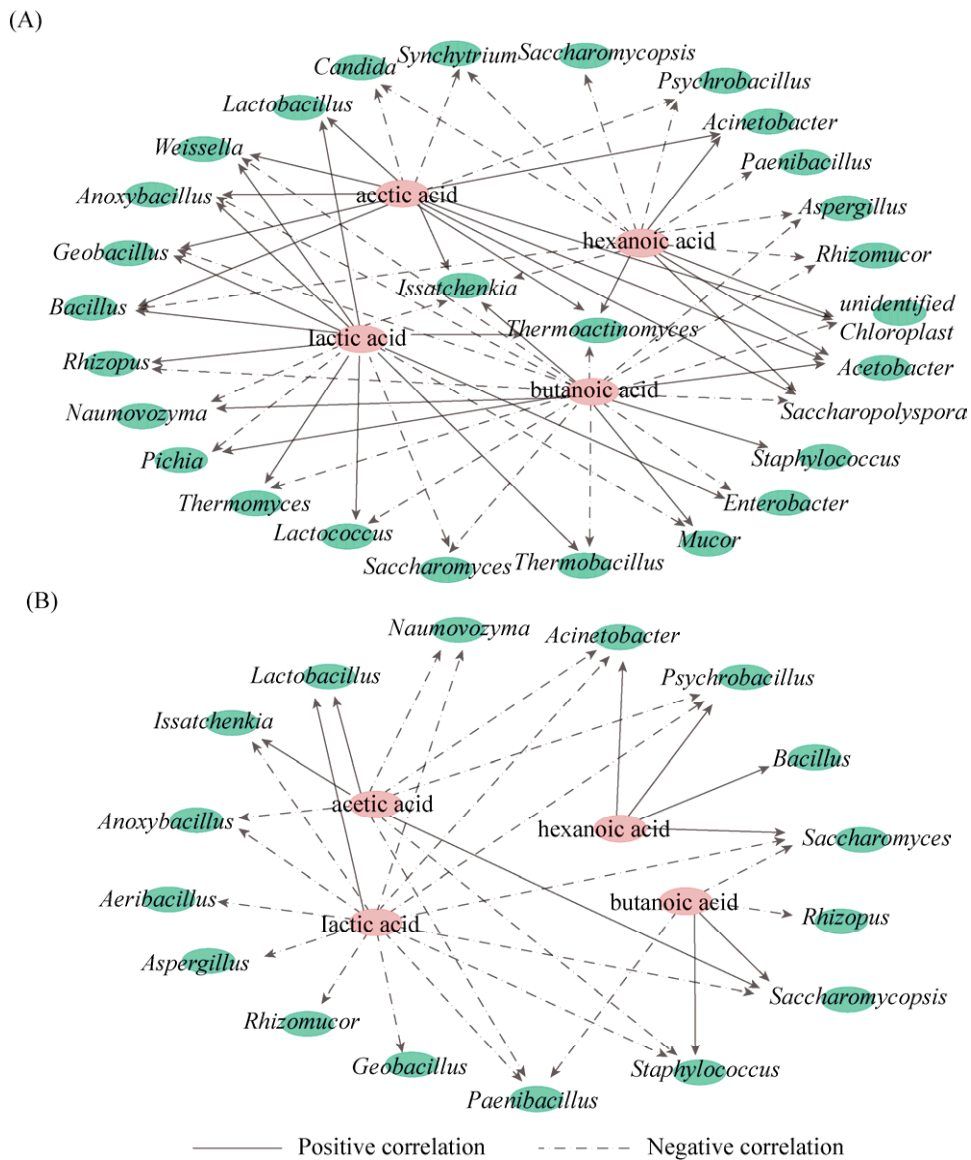 (A)
Synchytrium
Saccharomycopsis
Candida
Psychrobacillus
Lactobacillus
Acinetobacter
Weissella
Paenibacillus
Anoxybacillus
acctic acid
Aspergillus
hexanoic acid
Geobacillus
Rhizomucor
Issatchenkia
Bacillus
unidentified
Chloroplast
Thermoactinomyces
lactic acid
Rhizopus
Acetobacter
butanoic acid
Naumovozyma
Saccharopolyspora
Pichia
Staphylococcus
Thermomyces
Enterobacter
Lactococcus
Mucor
Saccharomyces
Thermobacillus
(B)
Naumovozyma
Acinetobacter
Lactobacillus
Psychrobacillus
Issatchenkia
Bacillus
acetic acid
Anoxybacillus
hexanoic acid
Saccharomyces
Aeribacillus
butanoic acid
lactic acid
Rhizopus
Aspergillus
Saccharomycopsis
Rhizomucor
Geobacillus
Staphylococcus
Paenibacillus
Positive correlation
Negative correlation